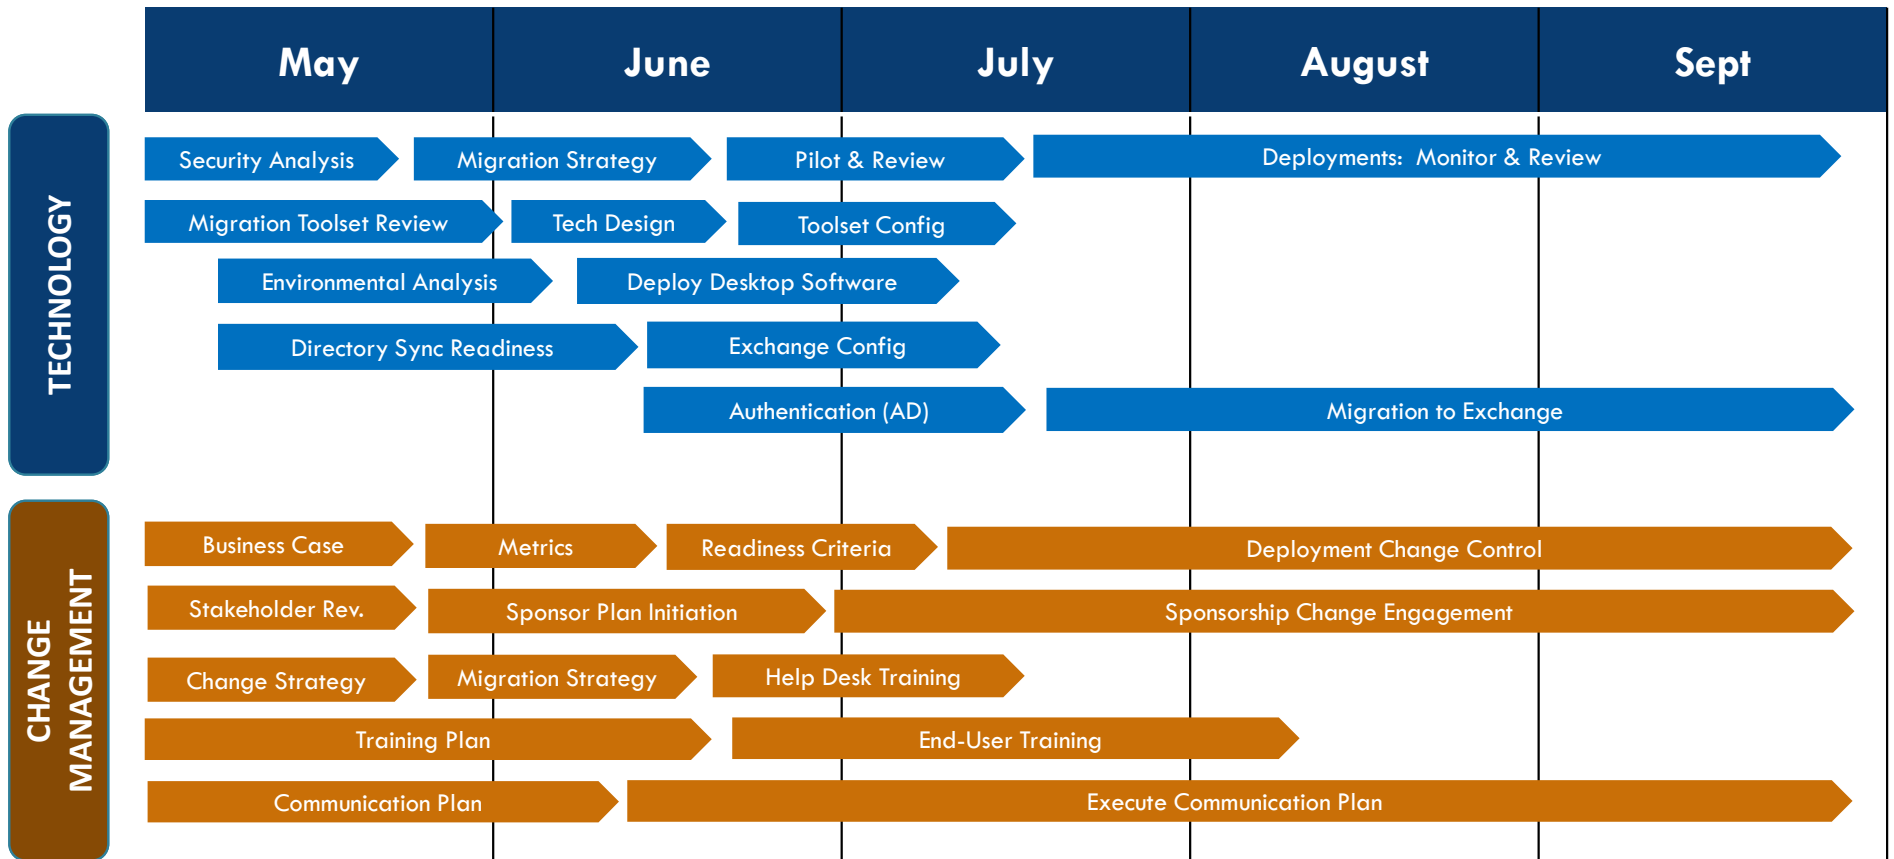 May June July August Sept
TECHNOLOGY
Security Analysis Migration Strategy Pilot & Review Deployments: Monitor & Review
Migration Toolset Review Tech Design Toolset Config
Environmental Analysis Deploy Desktop Software
Directory Sync Readiness Exchange Config
Authentication (AD) Migration to Exchange
CHANGE
MANAGEMENT
Business Case Metrics Readiness Criteria Deployment Change Control
Stakeholder Rev. Sponsor Plan Initiation Sponsorship Change Engagement
Change Strategy Migration Strategy Help Desk Training
Training Plan End-User Training
Communication Plan Execute Communication Plan